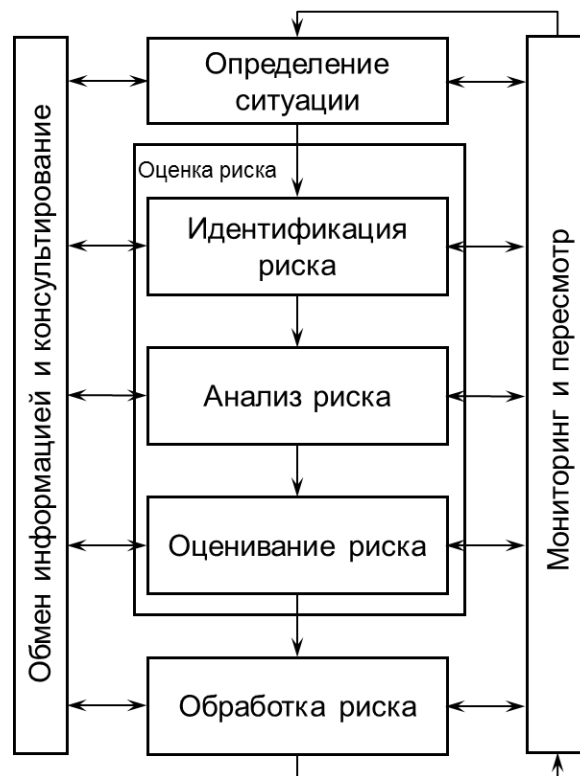 Определение
ситуации
Оценка риска
Идентификация
риска
Анализ риска
Оценивание риска
Обработка риска
Обмен информацией и консультирование
Мониторинг и пересмотр